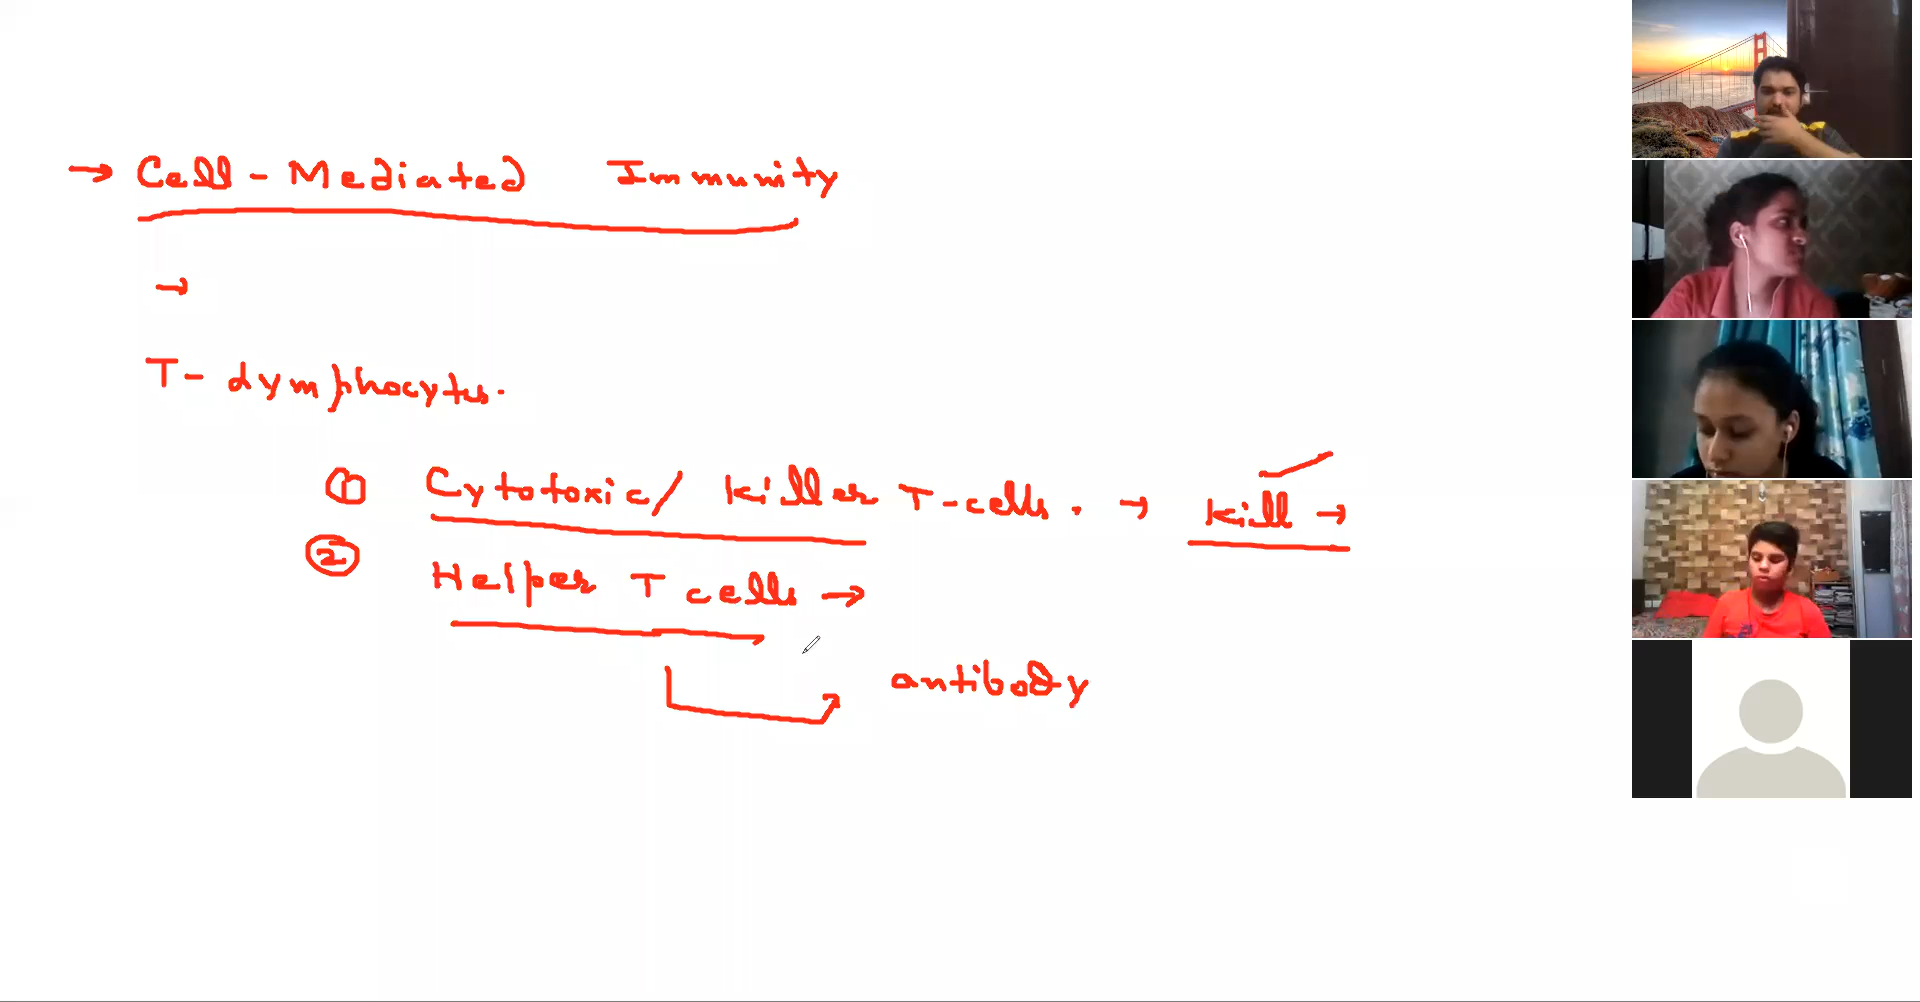 → Cell - Mediated Immunity
→
T - Lymphocytes.
① Cytotoxic / Killer T - cells. → Kill →
② Helper T cells →
antibody